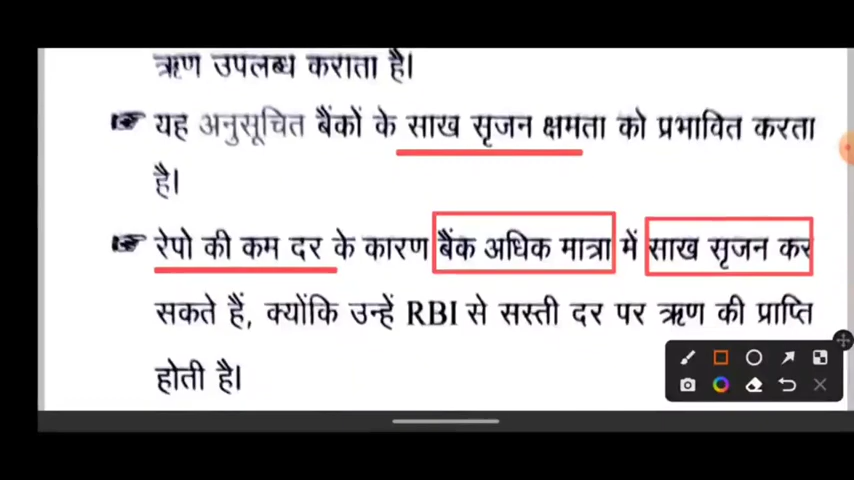 ऋण उपलब्ध कराता है।
यह अनुसूचित बैंकों के साख सृजन क्षमता को प्रभावित करता
है।
रेपो की कम दर के कारण बैंक अधिक मात्रा में साख सृजन कर
सकते हैं, क्योंकि उन्हें RBI से सस्ती दर पर ऋण की प्राप्ति
होती है।